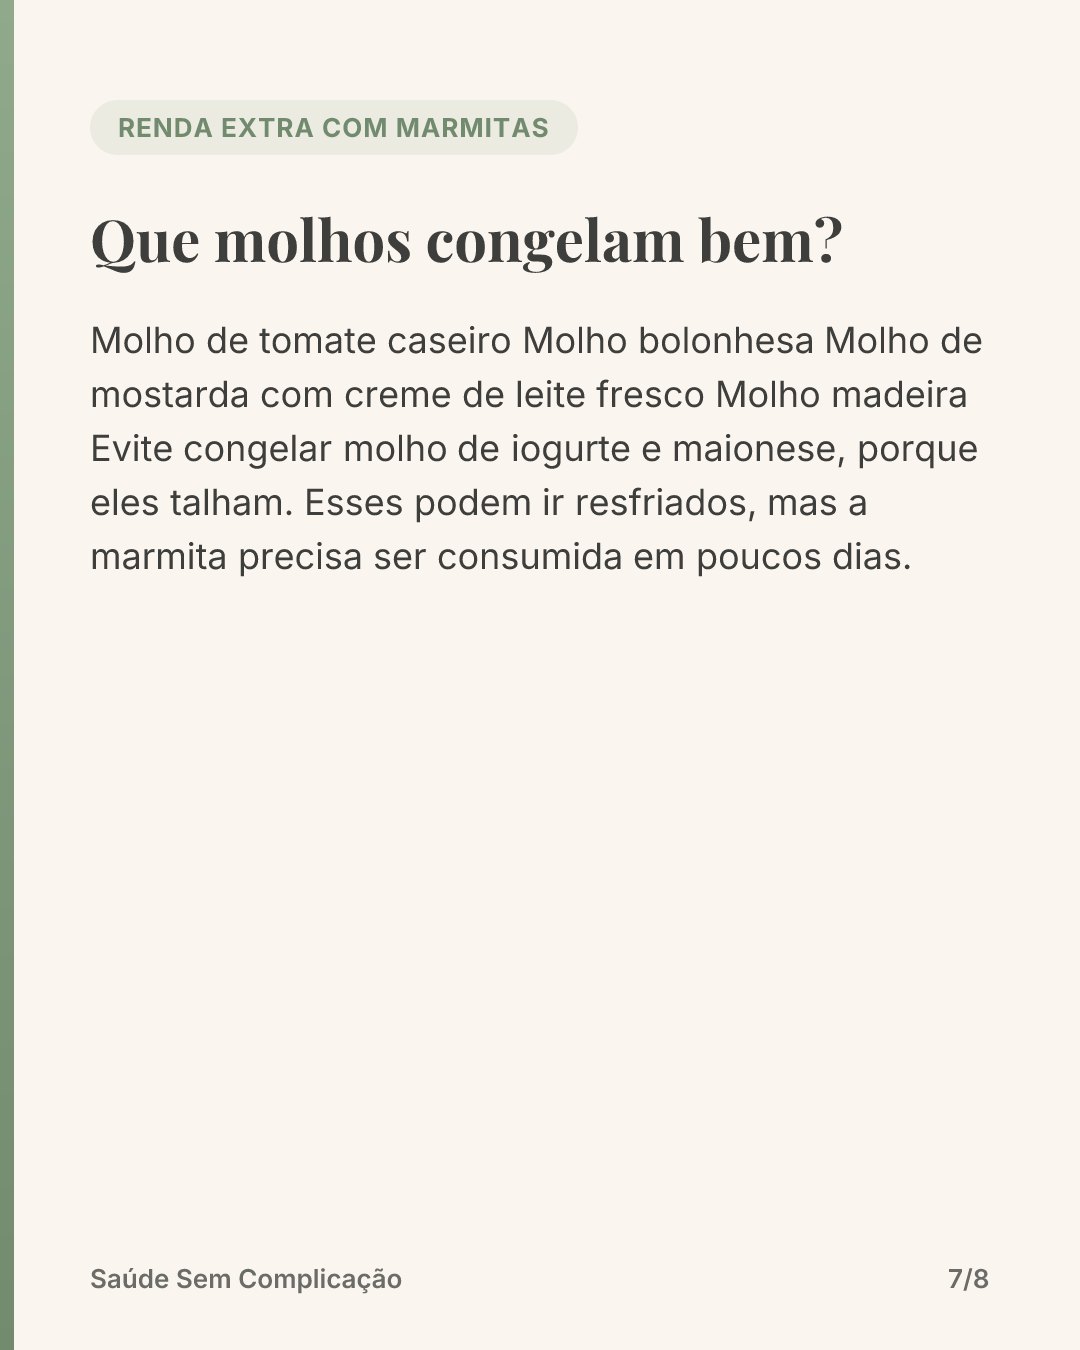 RENDA EXTRA COM MARMITAS
Que molhos congelam bem?
Molho de tomate caseiro Molho bolonhesa Molho de
mostarda com creme de leite fresco Molho madeira
Evite congelar molho de iogurte e maionese, porque
eles talham. Esses podem ir resfriados, mas a
marmita precisa ser consumida em poucos dias.
Saúde Sem Complicação
7/8